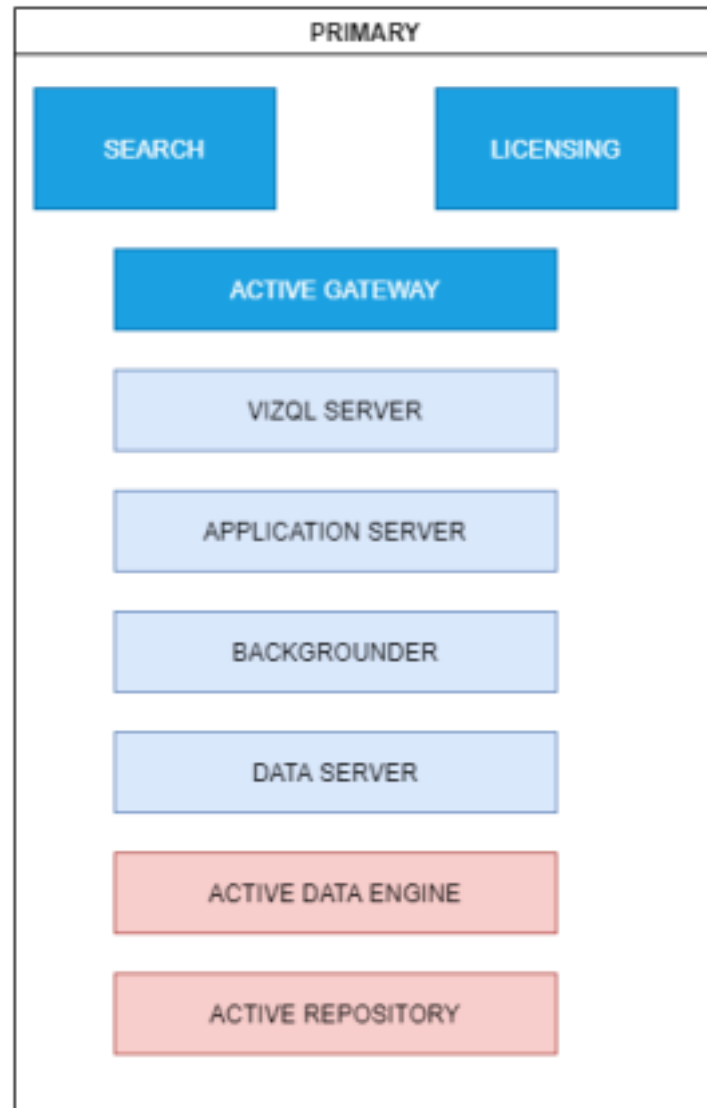 PRIMARY
SEARCH
LICENSING
ACTIVE GATEWAY
VIZQL SERVER
APPLICATION SERVER
BACKGROUNDER
DATA SERVER
ACTIVE DATA ENGINE
ACTIVE REPOSITORY